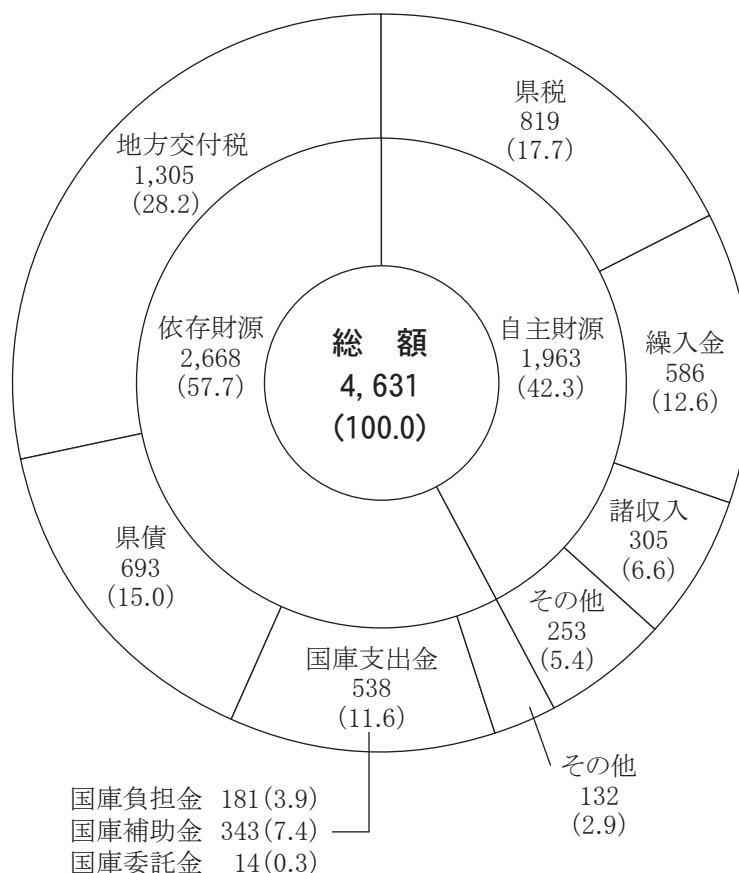 総 額
4,631
(100.0)
自主財源
1,963
(42.3)
県税
819
(17.7)
繰入金
586
(12.6)
諸収入
305
(6.6)
その他
253
(5.4)
依存財源
2,668
(57.7)
地方交付税
1,305
(28.2)
県債
693
(15.0)
国庫支出金
538
(11.6)
国庫負担金 181(3.9)
国庫補助金 343(7.4)
国庫委託金 14(0.3)
その他
132
(2.9)